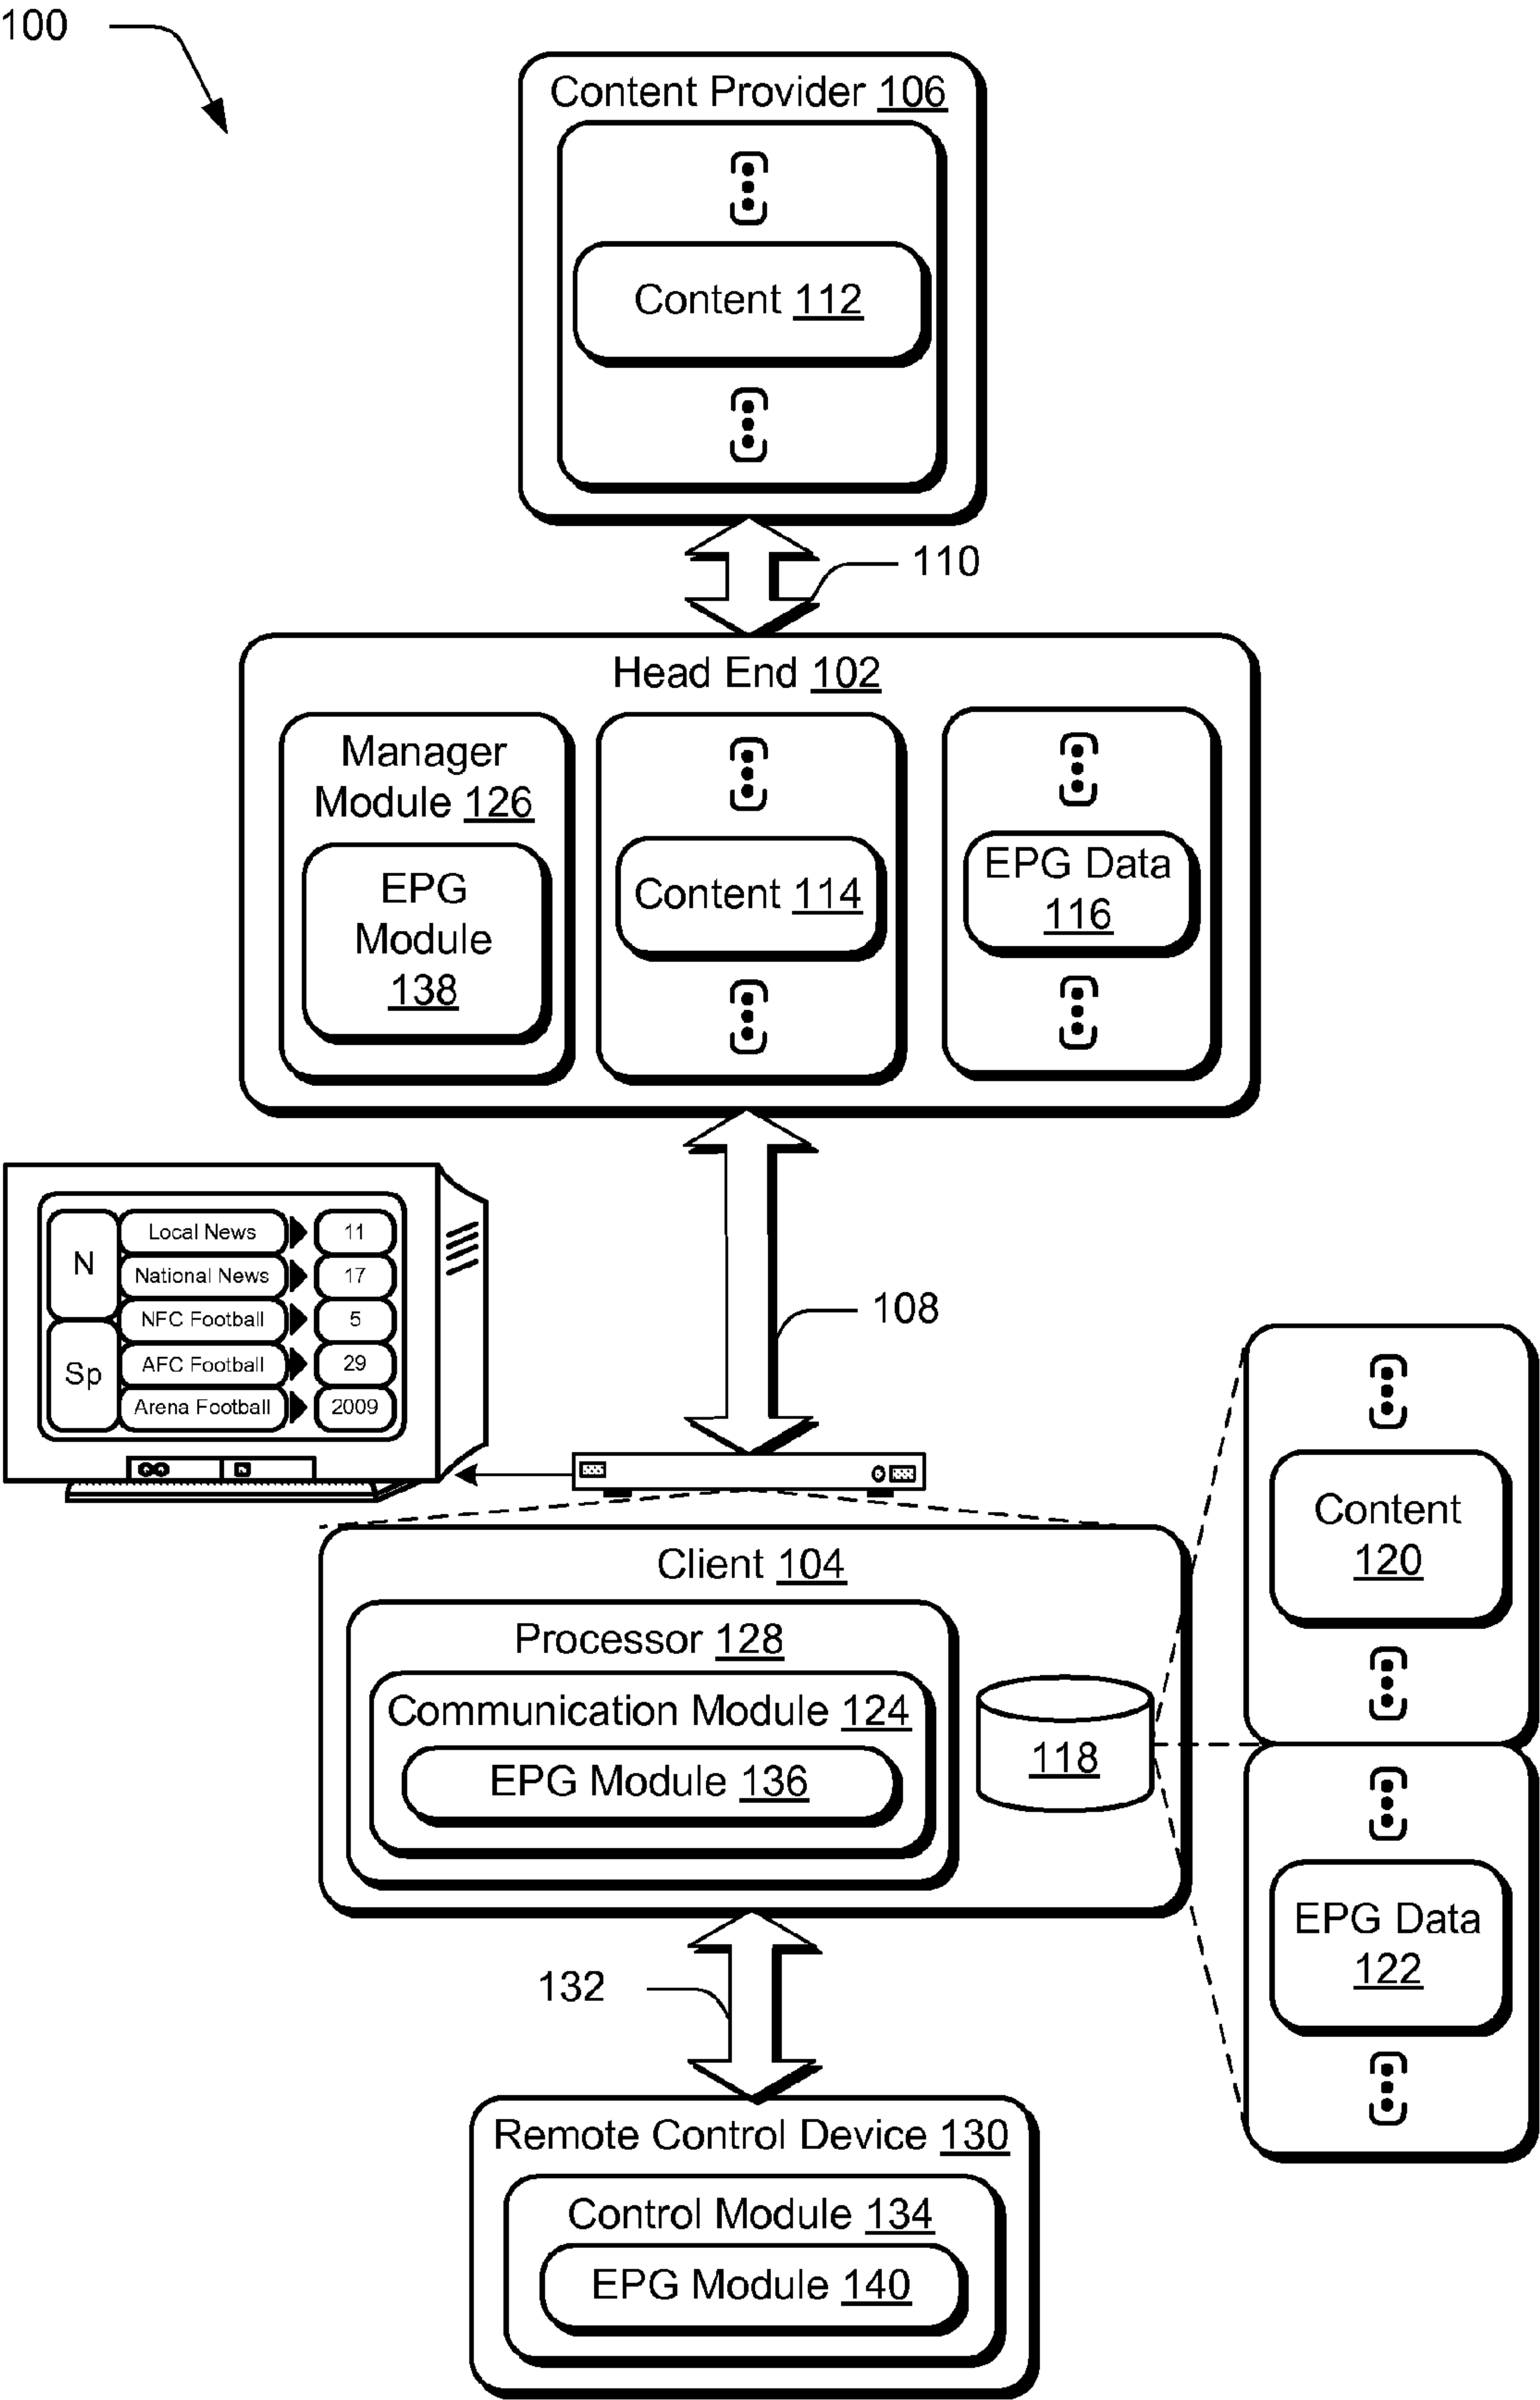 100
Content Provider 106
Content 112
110
Head End 102
Manager
Module 126
EPG
Module
138
Content 114
EPG Data
116
108
N
Sp
Local News
11
National News
17
NFC Football
5
AFC Football
29
Arena Football
2009
Client 104
Processor 128
Communication Module 124
EPG Module 136
118
Content
120
EPG Data
122
132
Remote Control Device 130
Control Module 134
EPG Module 140